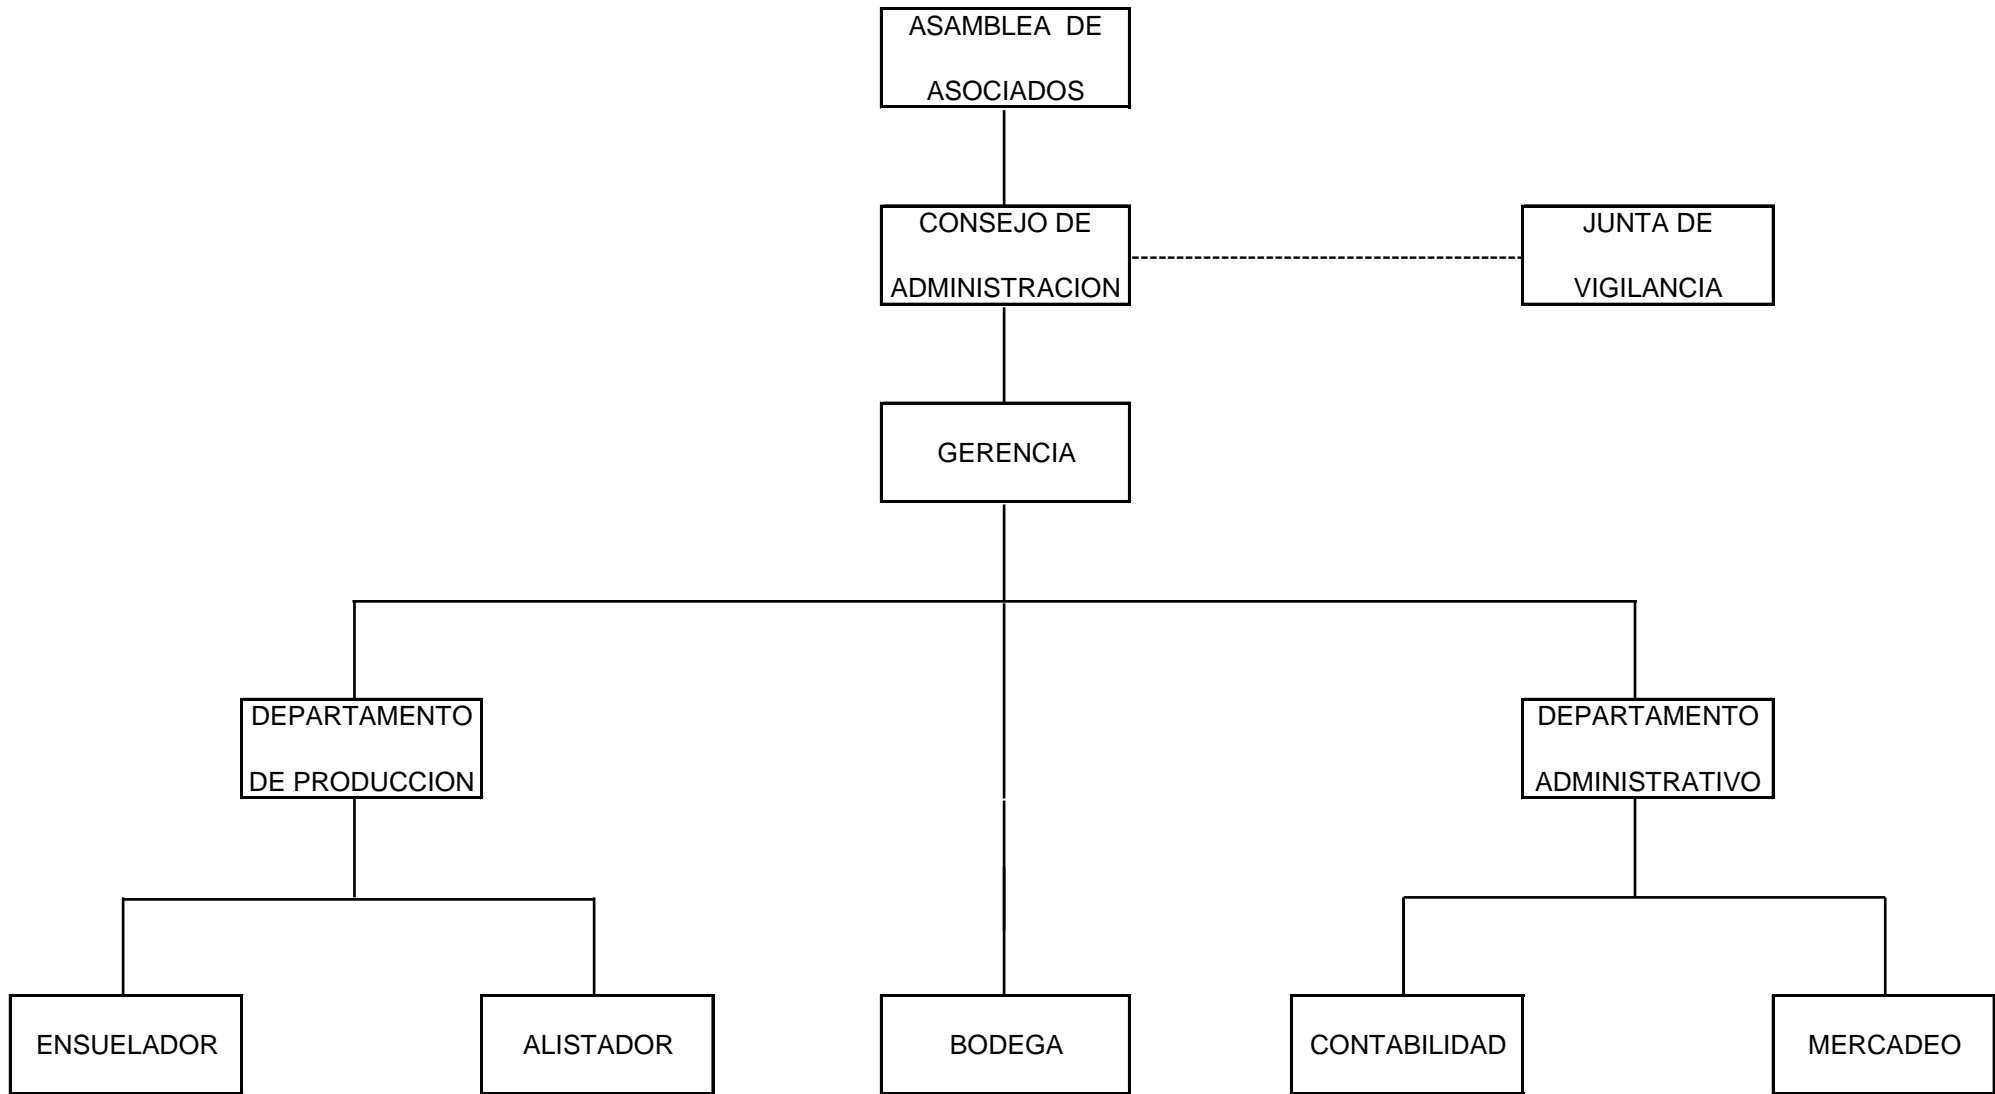 ASAMBLEA DE
ASOCIADOS
CONSEJO DE
ADMINISTRACION
JUNTA DE
VIGILANCIA
GERENCIA
DEPARTAMENTO
DE PRODUCCION
DEPARTAMENTO
ADMINISTRATIVO
ENSUELADOR
ALISTADOR
BODEGA
CONTABILIDAD
MERCADEO